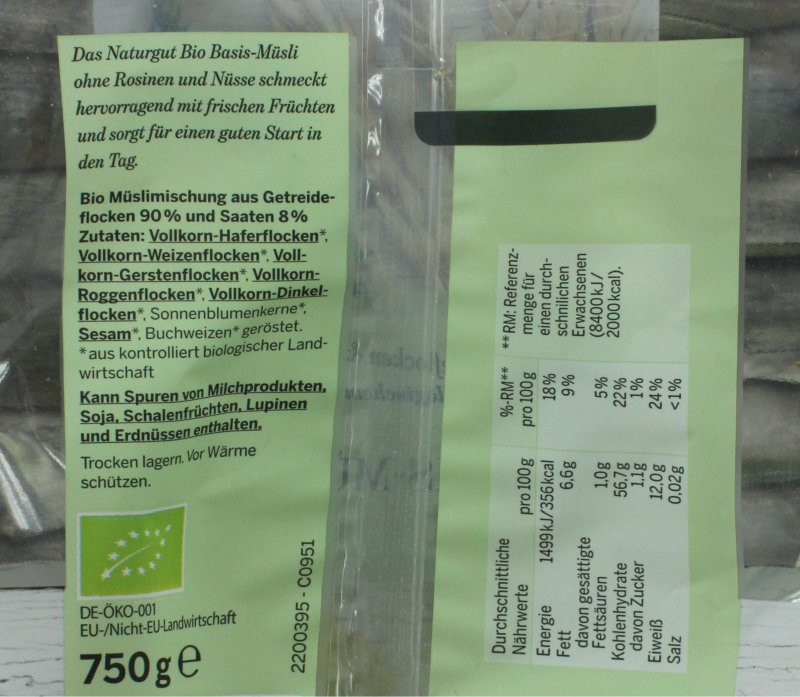 Das Naturgut Bio Basis-Müsli
ohne Rosinen und Nüsse schmeckt
hervorragend mit frischen Früchten
und sorgt für einen guten Start in
den Tag.
Bio Müslimischung aus Getreide-
flocken 90% und Saaten 8%
Zutaten: Vollkorn-Haferflocken*,
Vollkorn-Weizenflocken*, Voll-
korn-Gerstenflocken*, Vollkorn-
Roggenflocken*, Vollkorn-Dinkel-
flocken*, Sonnenblumenkerne*,
Sesam*, Buchweizen* geröstet.
*aus kontrolliert biologischer Land-
wirtschaft
Kann Spuren von Milchprodukten,
Soja, Schalenfrüchten, Lupinen
und Erdnüssen enthalten.
Trocken lagern. Vor Wärme
schützen.
DE-ÖKO-001
EU-/Nicht-EU-Landwirtschaft
750g e
2200395 - C0951
Durchschnittliche
Nährwerte pro 100g %-RM** pro 100g
Energie 1499kJ/356kcal 18%
Fett 6,6g 9%
davon gesättigte
Fettsäuren 1,0g 5%
Kohlenhydrate 56,7g 22%
davon Zucker 1,1g 1%
Eiweiß 12,0g 24%
Salz 0,02g <1%
**RM: Referenz-
menge für
einen durch-
schnilichen
Erwachsenen
(8400kJ/
2000kcal).